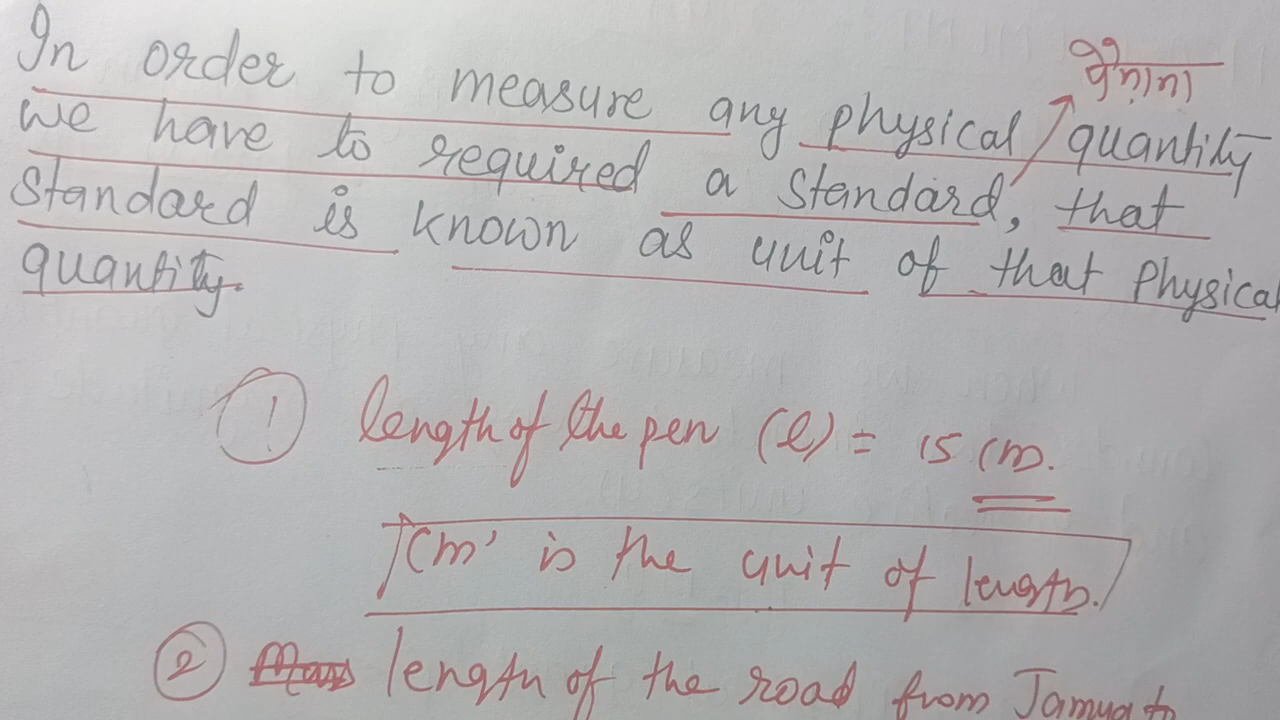 In order to measure any physical quantity
we have to required a Standard, that
Standard is known as unit of that Physical
quantity.
① length of the pen (l) = 15 cm.
'cm' is the unit of length.
② length of the road from Jamua to